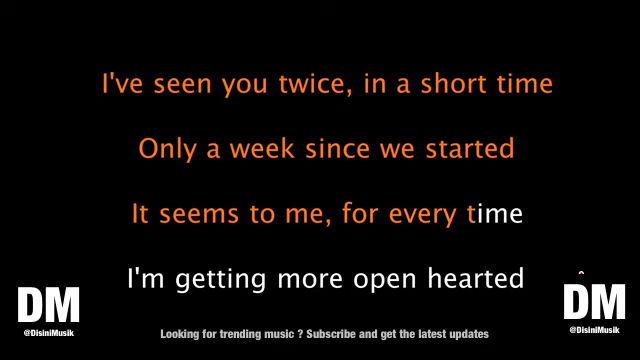 I've seen you twice, in a short time
Only a week since we started
It seems to me, for every time
I'm getting more open hearted
DM
@DisiniMusik
DM
@DisiniMusik
Looking for trending music ? Subscribe and get the latest updates